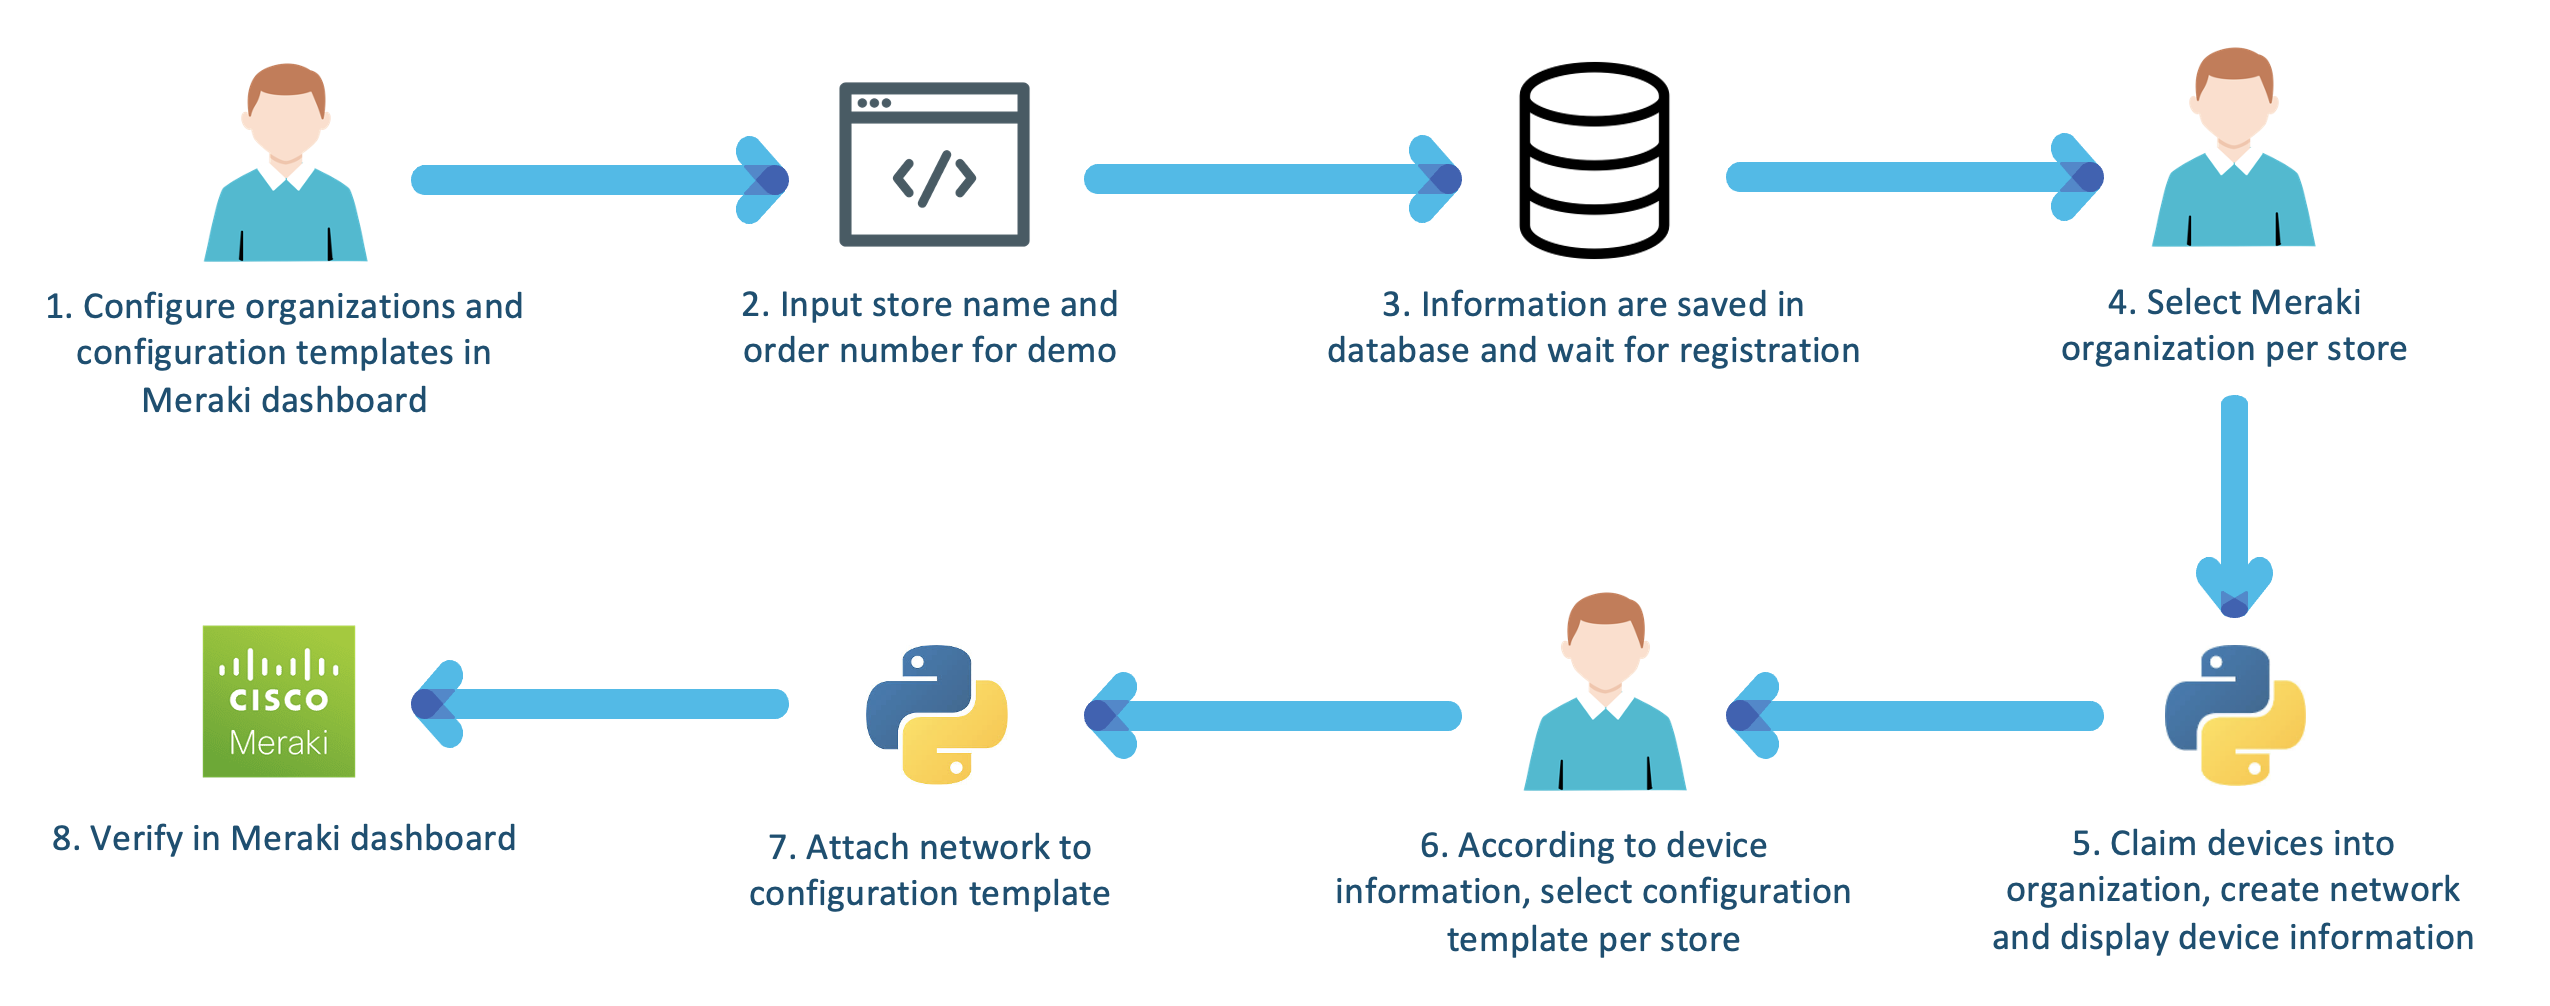 1. Configure organizations and
configuration templates in
Meraki dashboard
</>
2. Input store name and
order number for demo
3. Information are saved in
database and wait for registration
4. Select Meraki
organization per store
5. Claim devices into
organization, create network
and display device information
6. According to device
information, select configuration
template per store
7. Attach network to
configuration template
CISCO
Meraki
8. Verify in Meraki dashboard